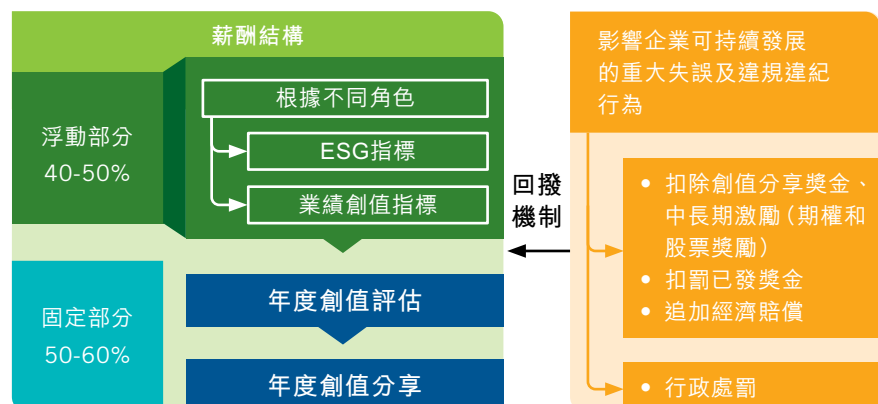 薪酬結構
浮動部分
40-50%
根據不同角色
ESG指標
業績創值指標
固定部分
50-60%
年度創值評估
年度創值分享
回撥
機制
影響企業可持續發展
的重大失誤及違規違紀
行為
• 扣除創值分享獎金、
中長期激勵（期權和
股票獎勵）
• 扣罰已發獎金
• 追加經濟賠償
• 行政處罰